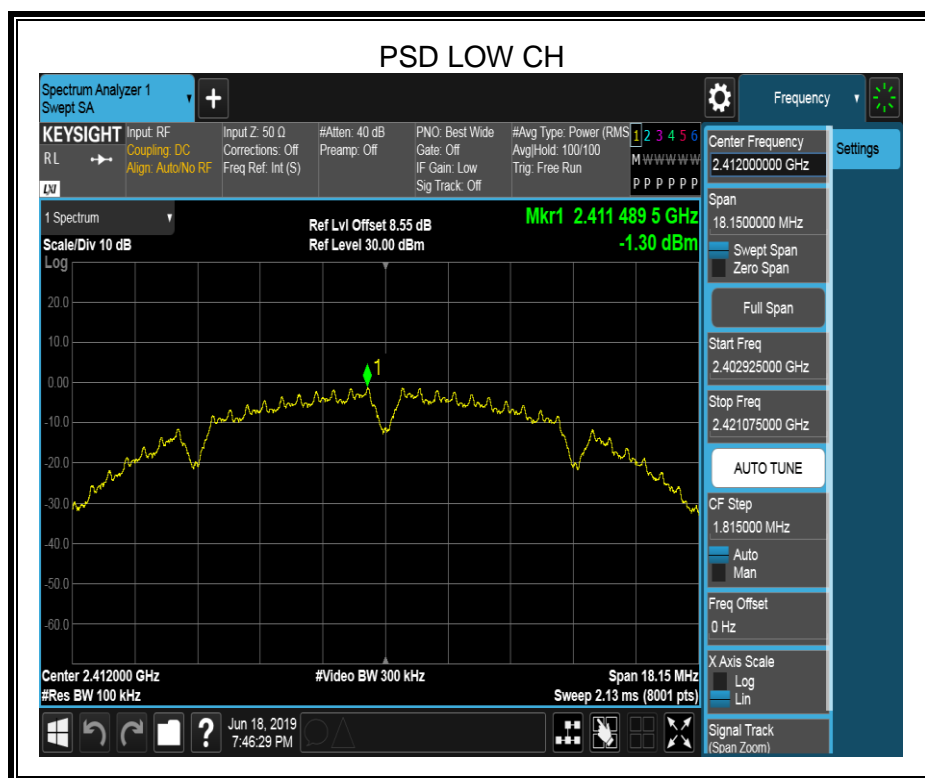 PSD LOW CH
Spectrum Analyzer 1
Swept SA
Frequency
KEYSIGHT
RL
LXI
Input: RF
Coupling: DC
Align: Auto/No RF
Input Z: 50 Ω
Corrections: Off
Freq Ref: Int (S)
#Atten: 40 dB
Preamp: Off
PNO: Best Wide
Gate: Off
IF Gain: Low
Sig Track: Off
#Avg Type: Power (RMS
Avg|Hold: 100/100
Trig: Free Run
1 2 3 4 5 6
M W W W W W
P P P P P P
1 Spectrum
Scale/Div 10 dB
Ref Lvl Offset 8.55 dB
Ref Level 30.00 dBm
Mkr1 2.411 489 5 GHz
-1.30 dBm
Log
20.0
10.0
0.00
-10.0
-20.0
-30.0
-40.0
-50.0
-60.0
1
Center 2.412000 GHz
#Res BW 100 kHz
#Video BW 300 kHz
Span 18.15 MHz
Sweep 2.13 ms (8001 pts)
?
Jun 18, 2019
7:46:29 PM
Settings
Center Frequency
2.412000000 GHz
Span
18.1500000 MHz
Swept Span
Zero Span
Full Span
Start Freq
2.402925000 GHz
Stop Freq
2.421075000 GHz
AUTO TUNE
CF Step
1.815000 MHz
Auto
Man
Freq Offset
0 Hz
X Axis Scale
Log
Lin
Signal Track
(Span Zoom)